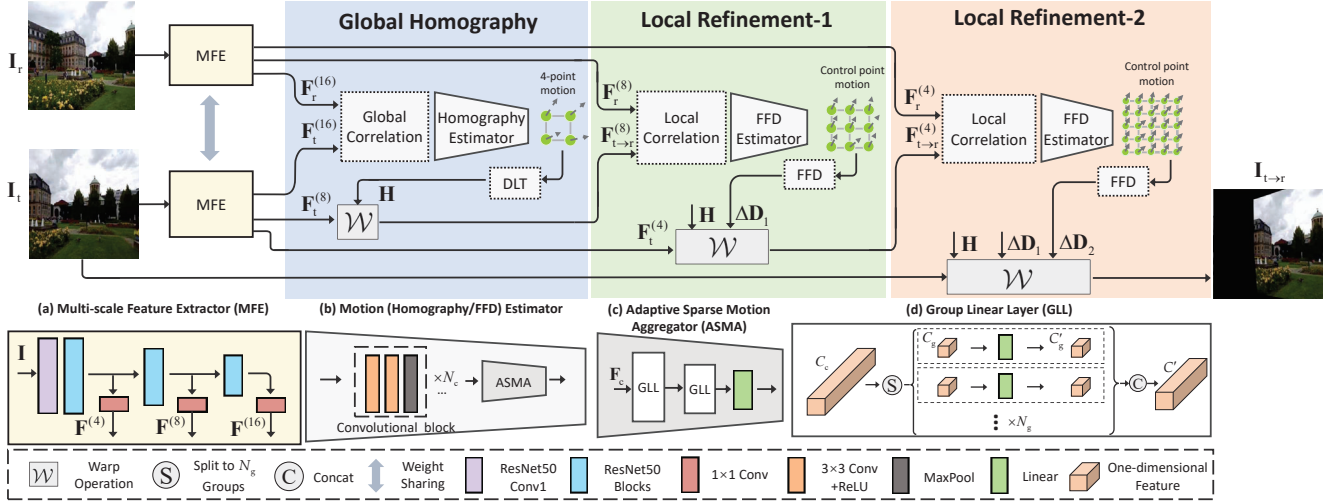 Global Homography
Local Refinement-1
Local Refinement-2
I_r
MFE
F_r^(16)
F_t^(16)
Global
Correlation
Homography
Estimator
4-point
motion
DLT
H
W
F_t^(8)
I_t
MFE
F_r^(8)
F_t→r^(8)
Local
Correlation
FFD
Estimator
Control point
motion
FFD
F_t^(4)
H
ΔD_1
W
F_r^(4)
F_t→r^(4)
Local
Correlation
FFD
Estimator
Control point
motion
FFD
H
ΔD_1
ΔD_2
W
I_t→r
(a) Multi-scale Feature Extractor (MFE)
I
F^(4)
F^(8)
F^(16)
(b) Motion (Homography/FFD) Estimator
×N_c
...
ASMA
Convolutional block
(c) Adaptive Sparse Motion
Aggregator (ASMA)
F_c
GLL
GLL
(d) Group Linear Layer (GLL)
C_c
S
C_g
C′_g
×N_g
C
C′
W
Warp
Operation
S
Split to N_g
Groups
C
Concat
Weight
Sharing
ResNet50
Conv1
ResNet50
Blocks
1×1 Conv
3×3 Conv
+ReLU
MaxPool
Linear
One-dimensional
Feature